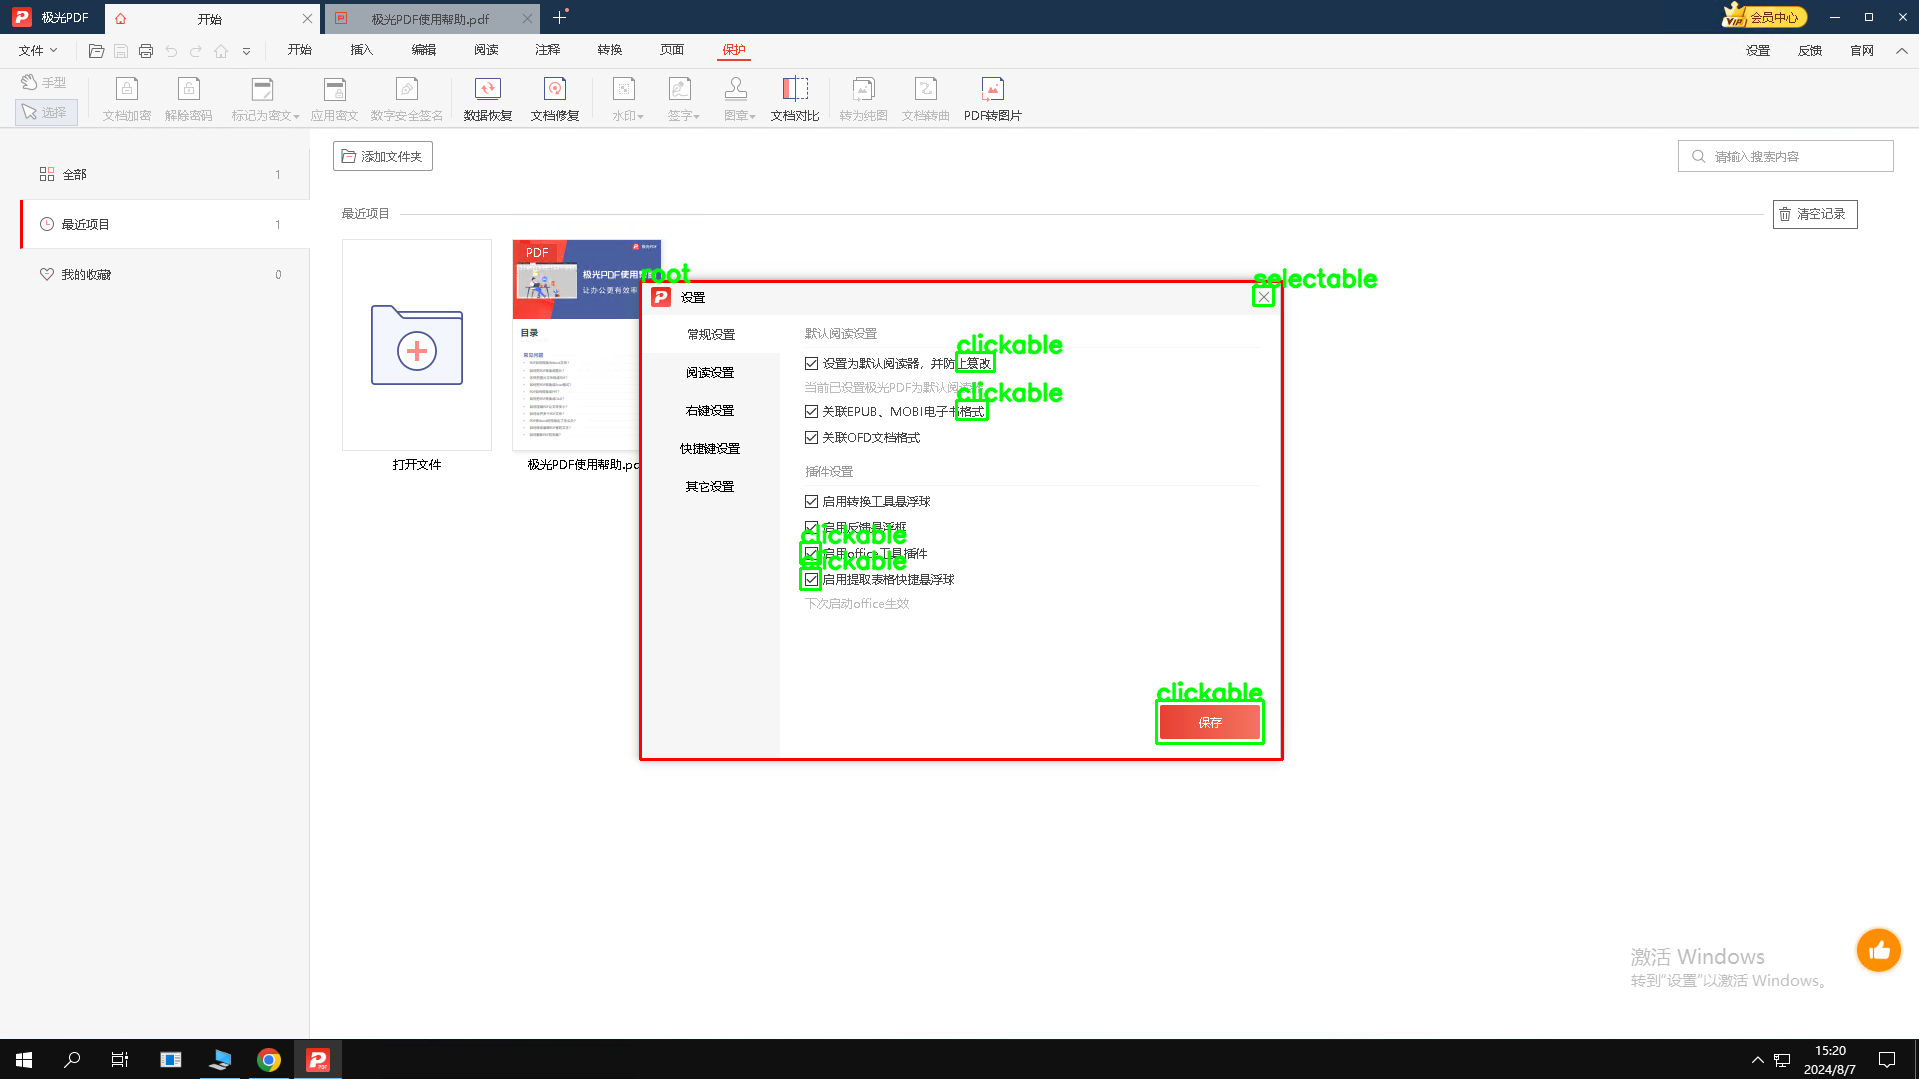 极光PDF
开始
极光PDF使用帮助.pdf
VIP 会员中心
文件
开始
插入
编辑
阅读
注释
转换
页面
保护
设置
反馈
官网
手型
选择
文档加密
解除密码
标记为密文
应用密文
数字安全签名
数据恢复
文档修复
水印
签字
图章
文档对比
转为纯图
文档转曲
PDF转图片
全部 1
最近项目 1
我的收藏 0
添加文件夹
请输入搜索内容
最近项目
清空记录
打开文件
PDF
极光PDF使用
让办公更有效率
目录
常见问题
极光PDF使用帮助.pd
root
selectable
设置
常规设置
阅读设置
右键设置
快捷键设置
其它设置
默认阅读设置
clickable
设置为默认阅读器，并防止篡改
当前已设置极光PDF为默认阅读
clickable
关联EPUB、MOBI电子书格式
关联OFD文档格式
插件设置
启用转换工具悬浮球
启用反馈悬浮框
clickable
启用office工具插件
clickable
启用提取表格快捷悬浮球
下次启动office生效
clickable
保存
激活 Windows
转到“设置”以激活 Windows。
15:20
2024/8/7